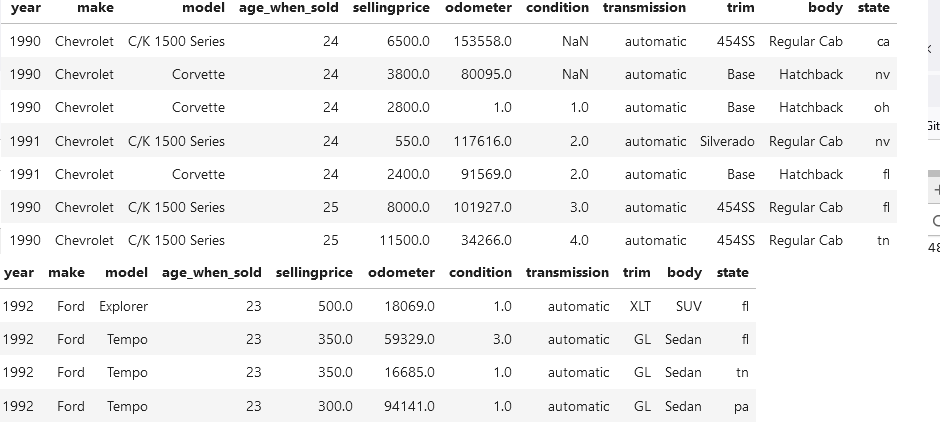 year make model age_when_sold sellingprice odometer condition transmission trim body state
1990 Chevrolet C/K 1500 Series 24 6500.0 153558.0 NaN automatic 454SS Regular Cab ca
1990 Chevrolet Corvette 24 3800.0 80095.0 NaN automatic Base Hatchback nv
1990 Chevrolet Corvette 24 2800.0 1.0 1.0 automatic Base Hatchback oh
1991 Chevrolet C/K 1500 Series 24 550.0 117616.0 2.0 automatic Silverado Regular Cab nv
1991 Chevrolet Corvette 24 2400.0 91569.0 2.0 automatic Base Hatchback fl
1990 Chevrolet C/K 1500 Series 25 8000.0 101927.0 3.0 automatic 454SS Regular Cab fl
1990 Chevrolet C/K 1500 Series 25 11500.0 34266.0 4.0 automatic 454SS Regular Cab tn
year make model age_when_sold sellingprice odometer condition transmission trim body state
1992 Ford Explorer 23 500.0 18069.0 1.0 automatic XLT SUV fl
1992 Ford Tempo 23 350.0 59329.0 3.0 automatic GL Sedan fl
1992 Ford Tempo 23 350.0 16685.0 1.0 automatic GL Sedan tn
1992 Ford Tempo 23 300.0 94141.0 1.0 automatic GL Sedan pa